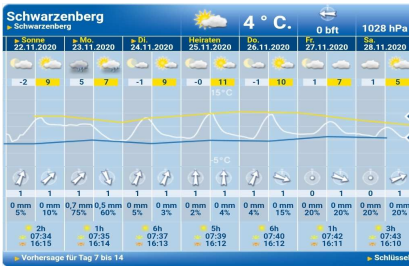 Schwarzenberg
► Schwarzenberg
4 ° C.
0 bft
1028 hPa
► Sonne ► Mo. ► Di. Heiraten Do. Fr. Sa.
22.11.2020 23.11.2020 24.11.2020 25.11.2020 26.11.2020 27.11.2020 28.11.2020
-2 9 5 7 -1 9 -0 11 -1 10 1 7 1 5
15°C
-5°C
1 1 1 1 1 1 1 1 1 1 0 1 0 1
0 mm 0 mm 0,7 mm 0,5 mm 0 mm 0 mm 0 mm 0 mm 0 mm 0 mm 0 mm 0 mm 0 mm 0 mm
5% 10% 75% 60% 5% 3% 2% 4% 4% 15% 20% 20% 20% 20%
2h 1h 6h 5h 6h 1h 3h
07:34 07:35 07:37 07:39 07:40 07:42 07:43
16:15 16:14 16:13 16:12 16:12 16:11 16:10
► Vorhersage für Tag 7 bis 14
► Schlüsse